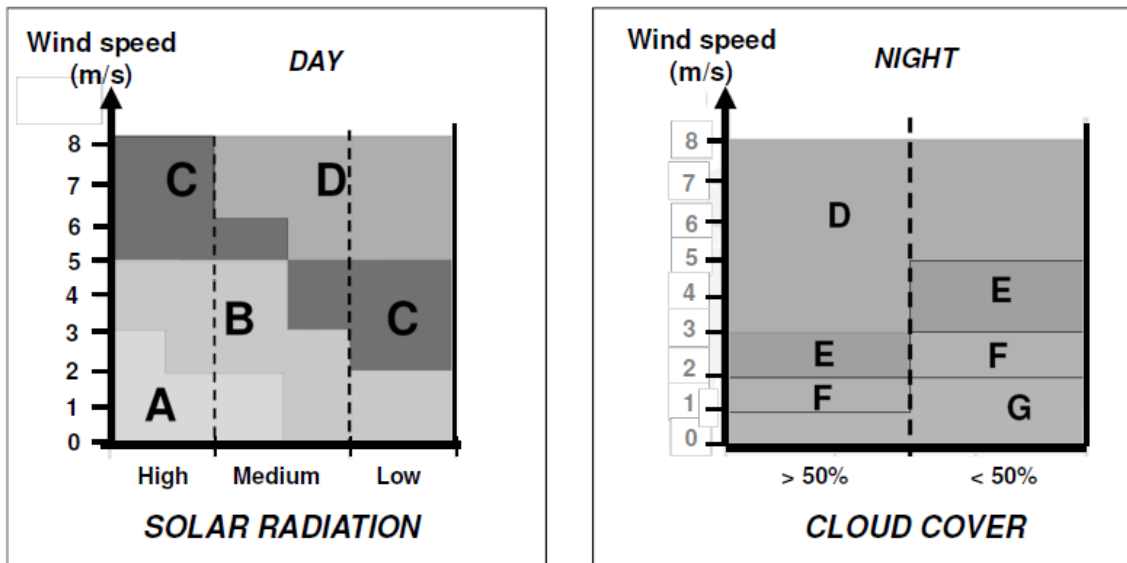 Wind speed
(m/s)
DAY
8
7
6
5
4
3
2
1
0
C
D
B
C
A
High Medium Low
SOLAR RADIATION
Wind speed
(m/s)
NIGHT
8
7
6
5
4
3
2
1
0
D
E
E
F
F
G
> 50% < 50%
CLOUD COVER